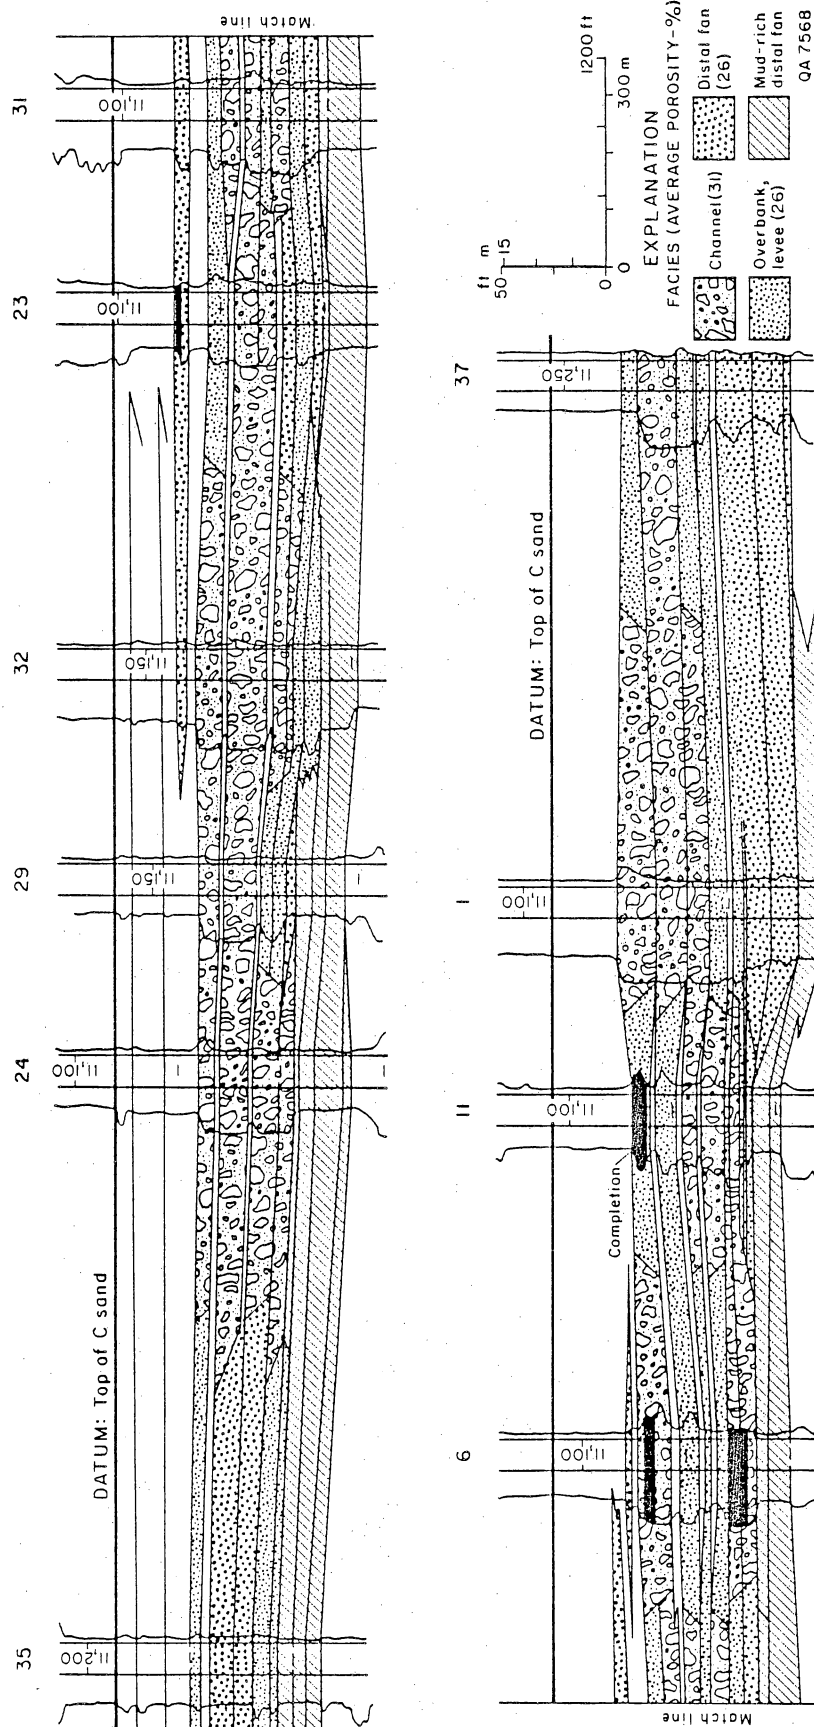 35
24
29
32
23
31
DATUM: Top of C sand
11,200
11,100
11,150
11,150
11,100
11,100
Match line
6
11
1
37
Completion
DATUM: Top of C sand
11,100
11,100
11,100
11,250
Match line
ft m
50 15
0 0
1200 ft
300 m
EXPLANATION
FACIES (AVERAGE POROSITY-%)
Channel (31)
Distal fan
(26)
Overbank,
levee (26)
Mud-rich
distal fan
QA 7568